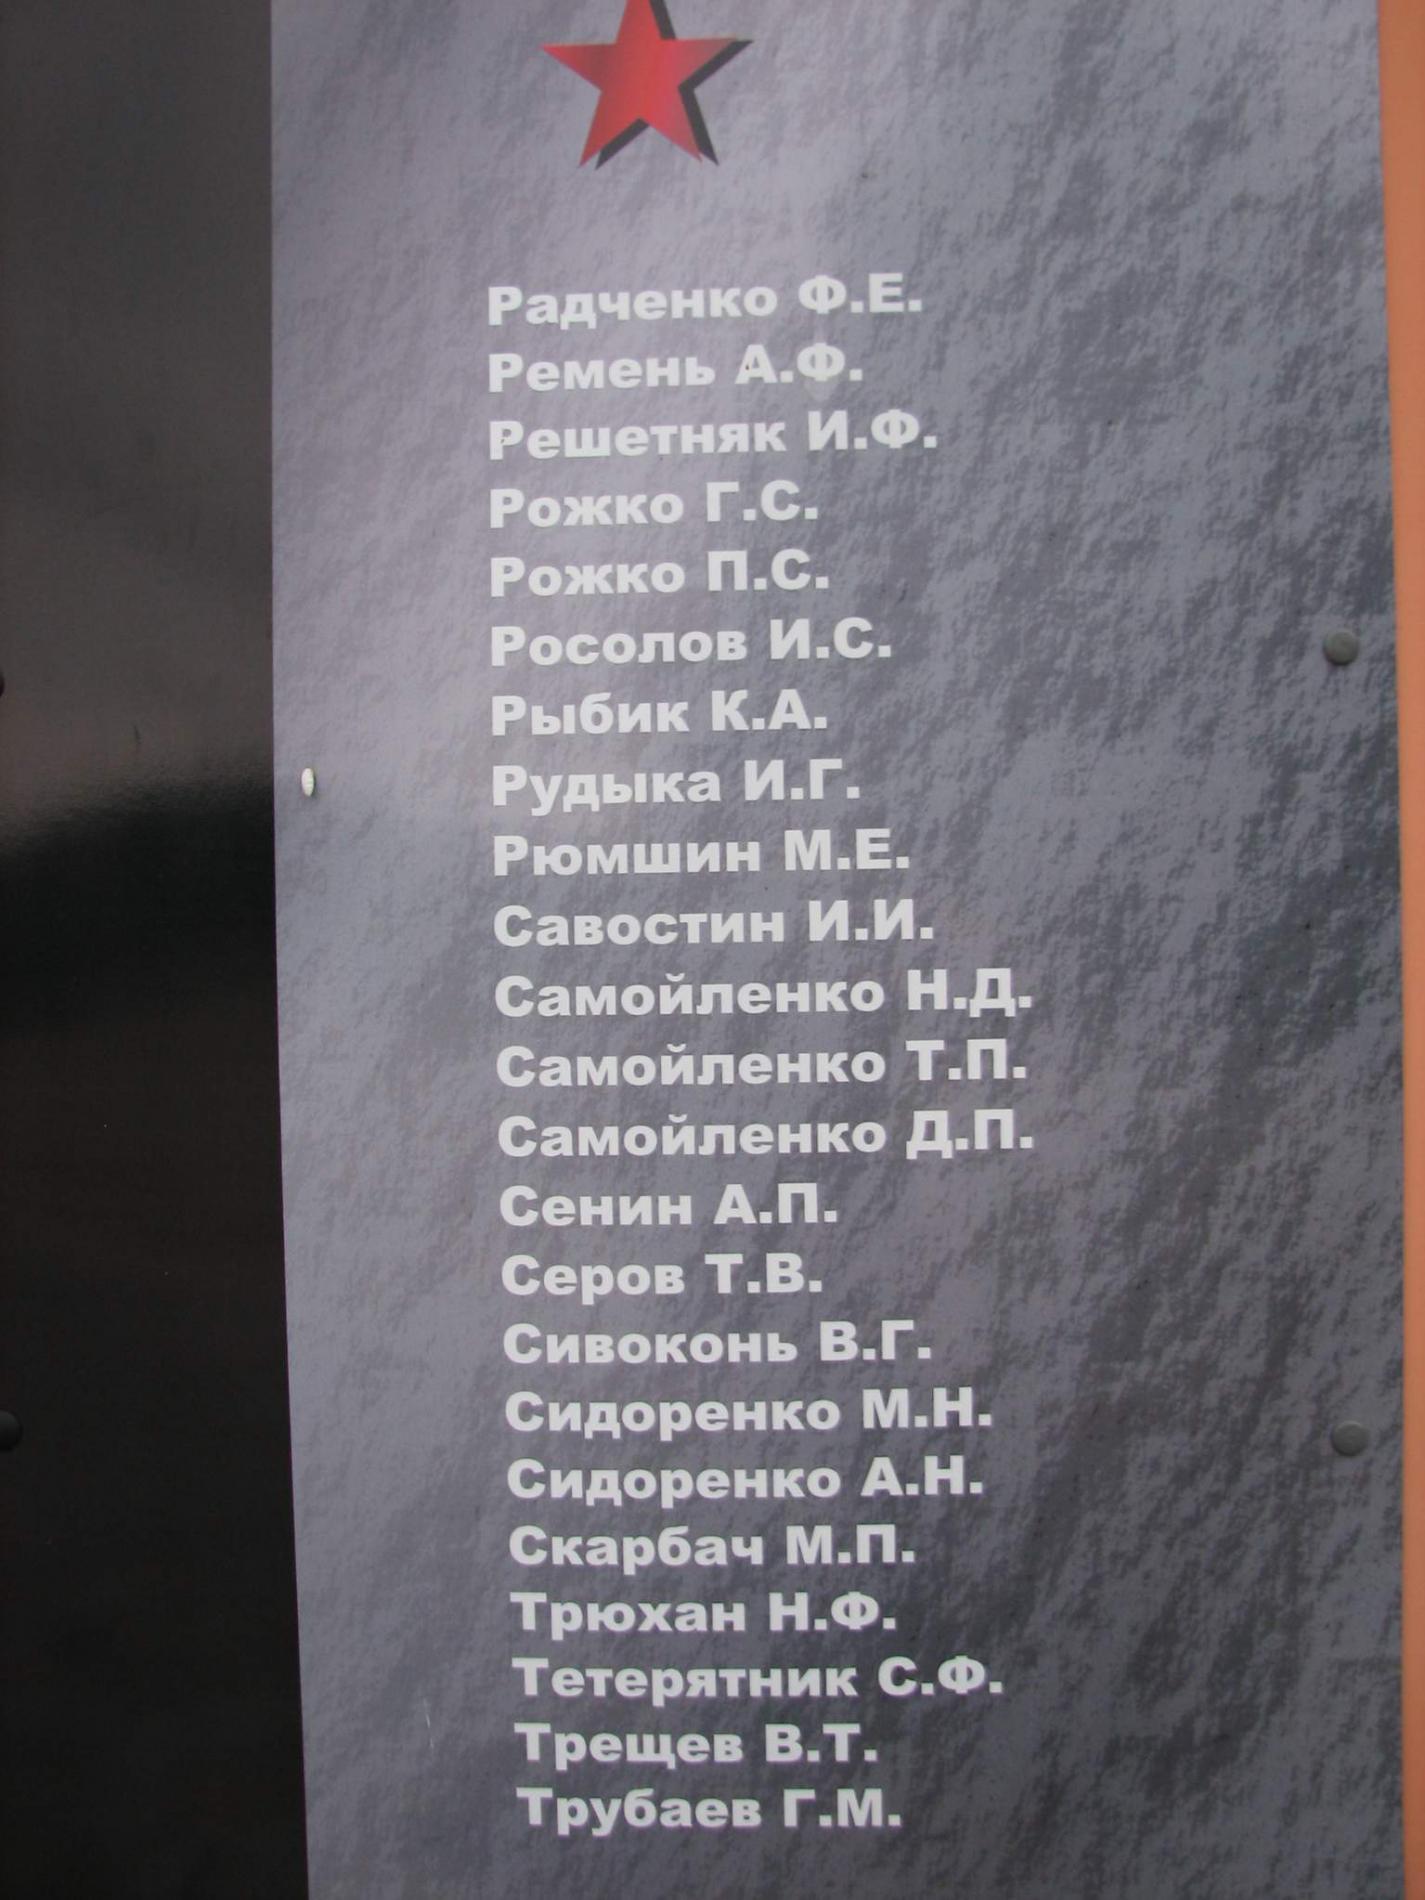 Радченко Ф.Е.
Ремень А.Ф.
Решетняк И.Ф.
Рожко Г.С.
Рожко П.С.
Росолов И.С.
Рыбик К.А.
Рудыка И.Г.
Рюмшин М.Е.
Савостин И.И.
Самойленко Н.Д.
Самойленко Т.П.
Самойленко Д.П.
Сенин А.П.
Серов Т.В.
Сивоконь В.Г.
Сидоренко М.Н.
Сидоренко А.Н.
Скарбач М.П.
Трюхан Н.Ф.
Тетерятник С.Ф.
Трещев В.Т.
Трубаев Г.М.